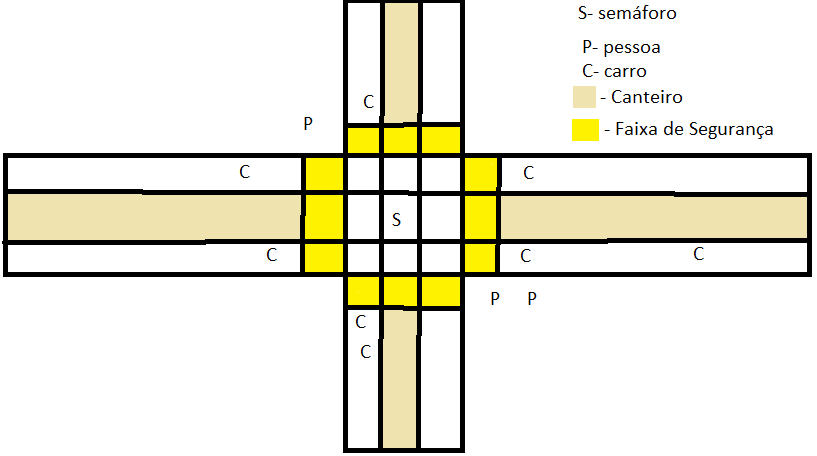 S- semáforo
P- pessoa
C- carro
- Canteiro
- Faixa de Segurança
C
P
C
C
S
C
C
C
P P
C
C